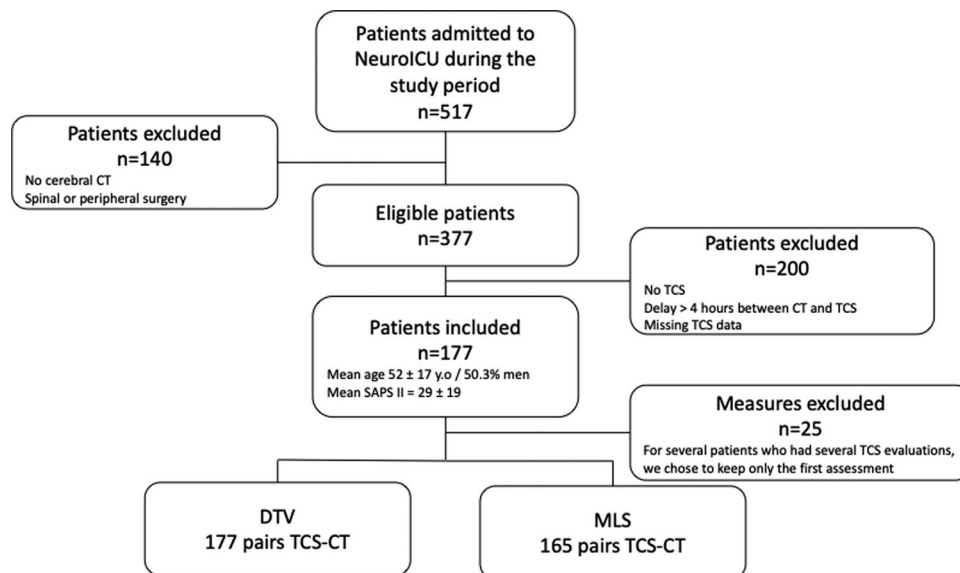 Patients admitted to
NeuroICU during the
study period
n=517
Patients excluded
n=140
No cerebral CT
Spinal or peripheral surgery
Eligible patients
n=377
Patients excluded
n=200
No TCS
Delay > 4 hours between CT and TCS
Missing TCS data
Patients included
n=177
Mean age 52 ± 17 y.o / 50.3% men
Mean SAPS II = 29 ± 19
Measures excluded
n=25
For several patients who had several TCS evaluations,
we chose to keep only the first assessment
DTV
177 pairs TCS-CT
MLS
165 pairs TCS-CT